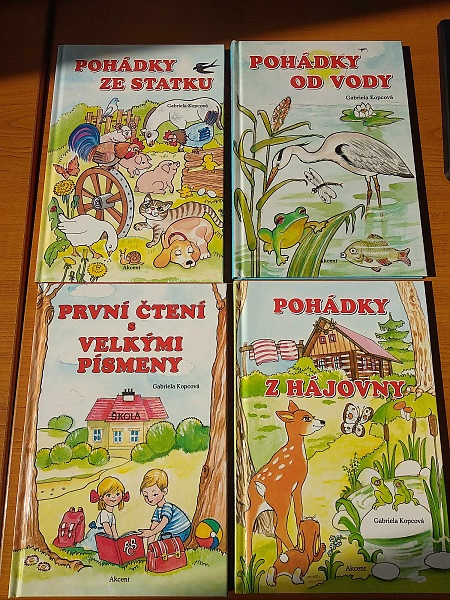 POHÁDKY
ZE STATKU
Gabriela Kopcová
Akcent
POHÁDKY
OD VODY
Gabriela Kopcová
Akcent
PRVNÍ ČTENÍ
s
VELKÝMI
PÍSMENY
Gabriela Kopcová
ŠKOLA
Akcent
POHÁDKY
Z HÁJOVNY
Gabriela Kopcová
Akcent